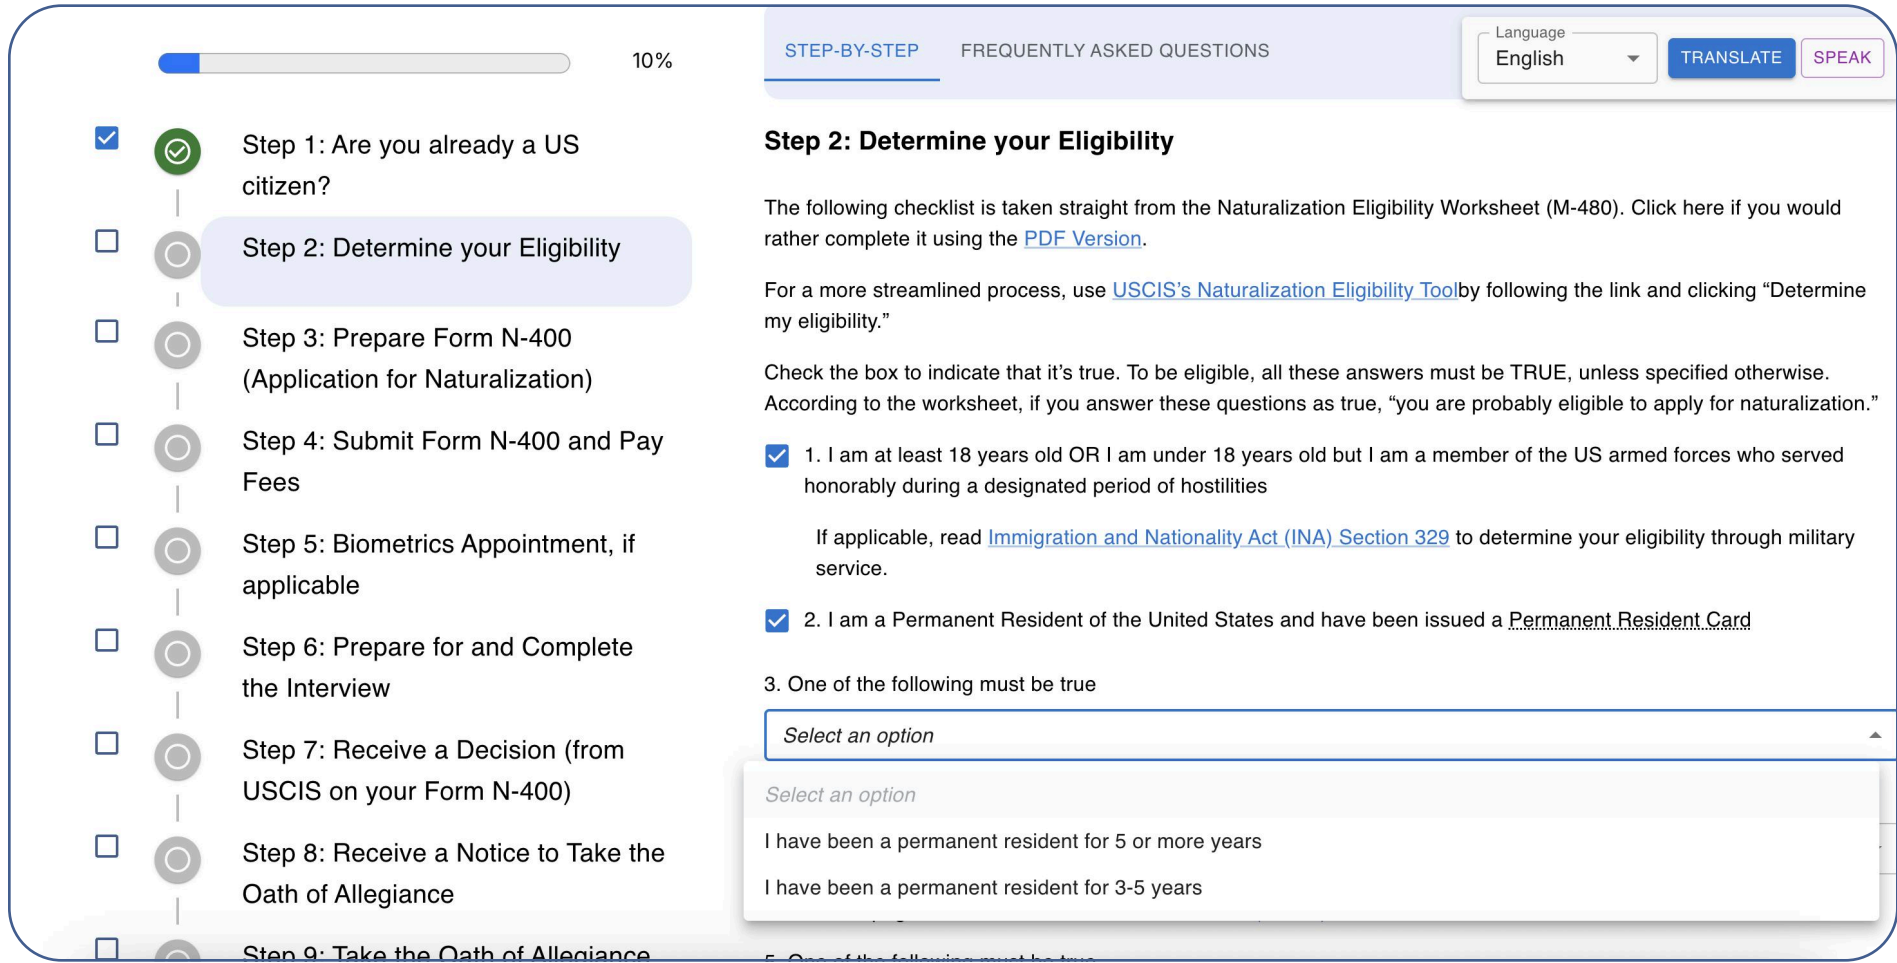 10%
Step 1: Are you already a US
citizen?
Step 2: Determine your Eligibility
Step 3: Prepare Form N-400
(Application for Naturalization)
Step 4: Submit Form N-400 and Pay
Fees
Step 5: Biometrics Appointment, if
applicable
Step 6: Prepare for and Complete
the Interview
Step 7: Receive a Decision (from
USCIS on your Form N-400)
Step 8: Receive a Notice to Take the
Oath of Allegiance
Step 9: Take the Oath of Allegiance
STEP-BY-STEP
FREQUENTLY ASKED QUESTIONS
Language
English
TRANSLATE
SPEAK
Step 2: Determine your Eligibility
The following checklist is taken straight from the Naturalization Eligibility Worksheet (M-480). Click here if you would
rather complete it using the PDF Version.
For a more streamlined process, use USCIS’s Naturalization Eligibility Toolby following the link and clicking “Determine
my eligibility.”
Check the box to indicate that it’s true. To be eligible, all these answers must be TRUE, unless specified otherwise.
According to the worksheet, if you answer these questions as true, “you are probably eligible to apply for naturalization.”
1. I am at least 18 years old OR I am under 18 years old but I am a member of the US armed forces who served
honorably during a designated period of hostilities
If applicable, read Immigration and Nationality Act (INA) Section 329 to determine your eligibility through military
service.
2. I am a Permanent Resident of the United States and have been issued a Permanent Resident Card
3. One of the following must be true
Select an option
Select an option
I have been a permanent resident for 5 or more years
I have been a permanent resident for 3-5 years
5. One of the following must be true